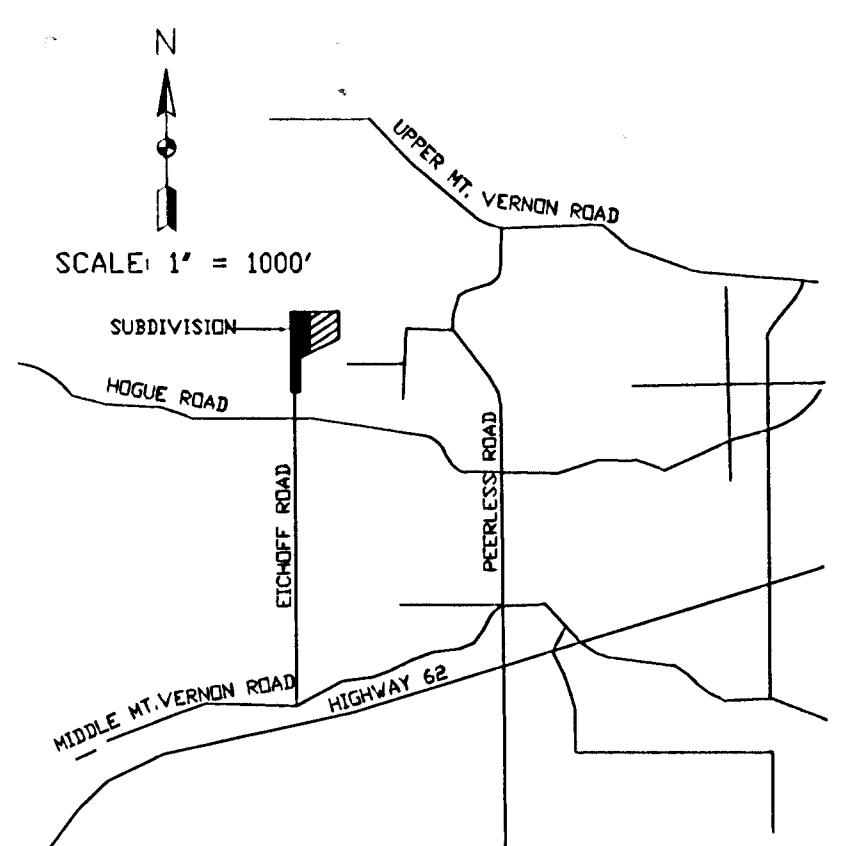 N
UPPER MT. VERNON ROAD
SCALE: 1" = 1000'
SUBDIVISION
HOGUE ROAD
PEERLESS ROAD
EICHOFF ROAD
MIDDLE MT.VERNON ROAD
HIGHWAY 62